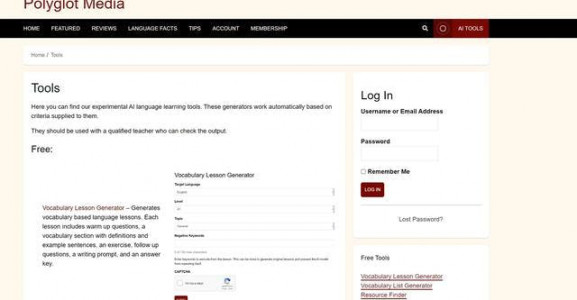 Polyglot Media
HOME FEATURED REVIEWS LANGUAGE FACTS TIPS ACCOUNT MEMBERSHIP AI TOOLS
Home / Tools
Tools
Here you can find our experimental AI language learning tools. These generators work automatically based on
criteria supplied to them.
They should be used with a qualified teacher who can check the output.
Free:
Vocabulary Lesson Generator – Generates
vocabulary based language lessons. Each
lesson includes warm up questions, a
vocabulary section with definitions and
example sentences, an exercise, follow up
questions, a writing prompt, and an answer
key.
Vocabulary Lesson Generator
Target Language
English
Level
Topic
Negative Keywords
CAPTCHA
Log In
Username or Email Address
Password
Remember Me
LOG IN
Lost Password?
Free Tools
Vocabulary Lesson Generator
Vocabulary List Generator
Resource Finder